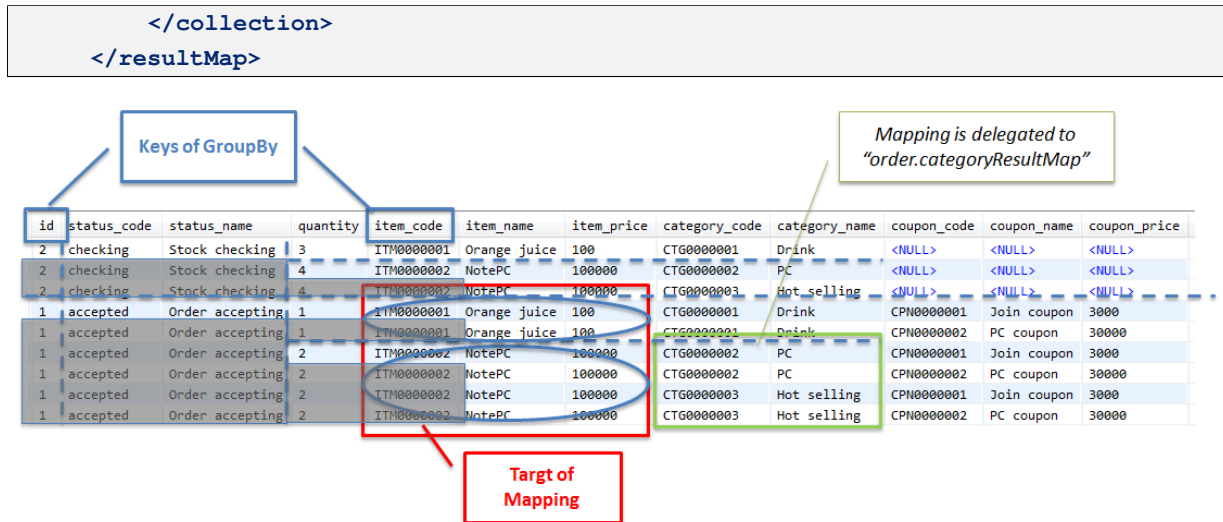 </collection>
</resultMap>
Keys of GroupBy
Mapping is delegated to
“order.categoryResultMap”
id status_code status_name quantity item_code item_name item_price category_code category_name coupon_code coupon_name coupon_price
2 checking Stock checking 3 ITM0000001 Orange juice 100 CTG0000001 Drink <NULL> <NULL> <NULL>
2 checking Stock checking 4 ITM0000002 NotePC 100000 CTG0000002 PC <NULL> <NULL> <NULL>
2 checking Stock checking 4 ITM0000002 NotePC 100000 CTG0000003 Hot selling <NULL> <NULL> <NULL>
1 accepted Order accepting 1 ITM0000001 Orange juice 100 CTG0000001 Drink CPN0000001 Join coupon 3000
1 accepted Order accepting 1 ITM0000001 Orange juice 100 CTG0000001 Drink CPN0000002 PC coupon 30000
1 accepted Order accepting 2 ITM0000002 NotePC 100000 CTG0000002 PC CPN0000001 Join coupon 3000
1 accepted Order accepting 2 ITM0000002 NotePC 100000 CTG0000002 PC CPN0000002 PC coupon 30000
1 accepted Order accepting 2 ITM0000002 NotePC 100000 CTG0000003 Hot selling CPN0000001 Join coupon 3000
1 accepted Order accepting 2 ITM0000002 NotePC 100000 CTG0000003 Hot selling CPN0000002 PC coupon 30000
Targt of
Mapping